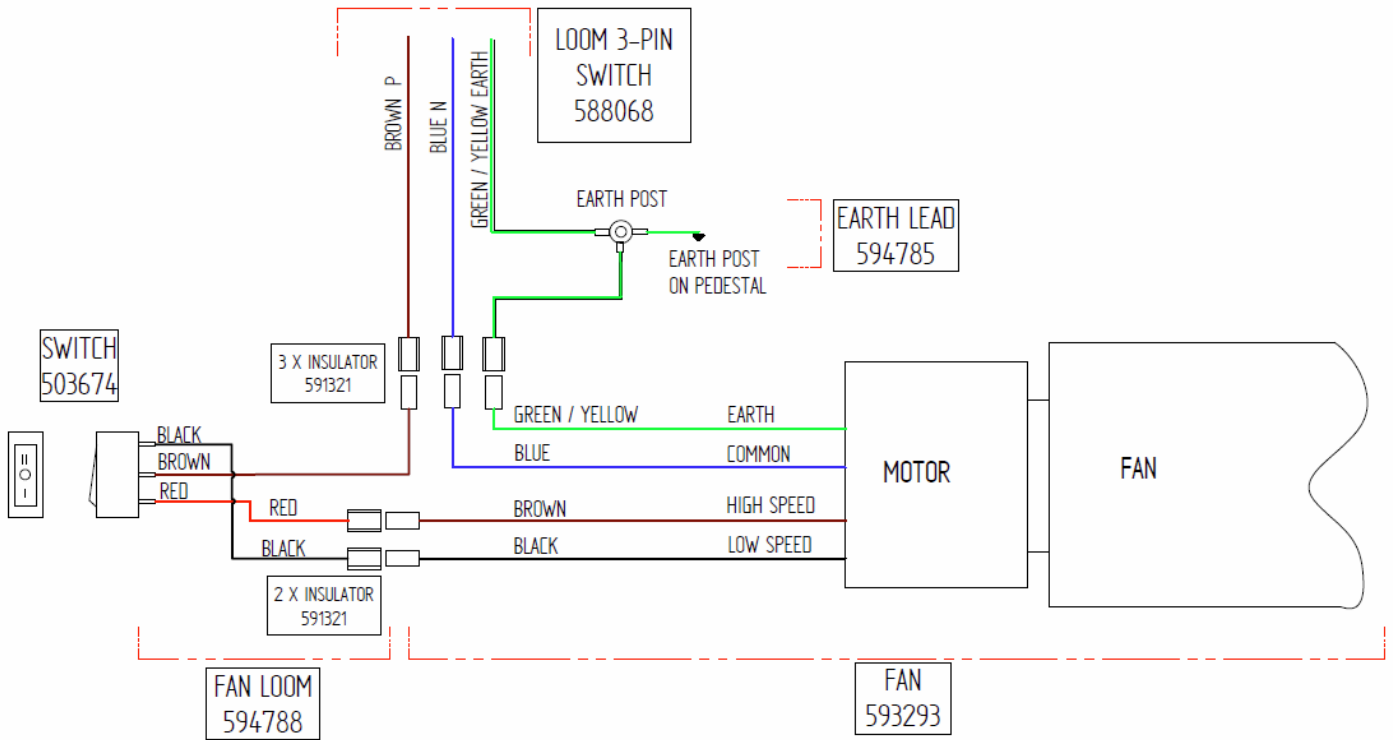 LOOM 3-PIN
SWITCH
588068
BROWN P
BLUE N
GREEN / YELLOW EARTH
EARTH POST
EARTH POST
ON PEDESTAL
EARTH LEAD
594785
SWITCH
503674
3 X INSULATOR
591321
II
O
I
BLACK
BROWN
RED
RED
BLACK
2 X INSULATOR
591321
GREEN / YELLOW
EARTH
BLUE
COMMON
BROWN
HIGH SPEED
BLACK
LOW SPEED
MOTOR
FAN
FAN LOOM
594788
FAN
593293